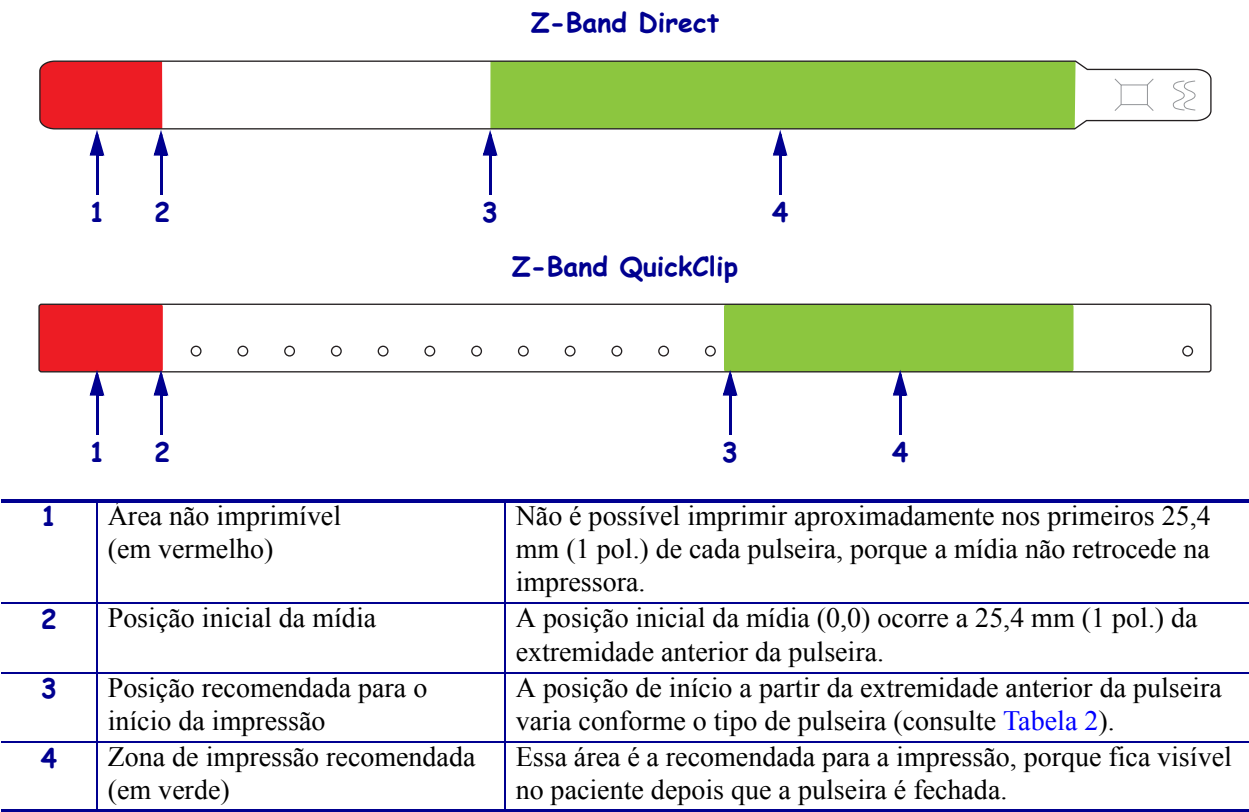 Z-Band Direct
1 2 3 4
Z-Band QuickClip
1 2 3 4
1 Área não imprimível (em vermelho) Não é possível imprimir aproximadamente nos primeiros 25,4
mm (1 pol.) de cada pulseira, porque a mídia não retrocede na
impressora.
2 Posição inicial da mídia A posição inicial da mídia (0,0) ocorre a 25,4 mm (1 pol.) da
extremidade anterior da pulseira.
3 Posição recomendada para o início da impressão A posição de início a partir da extremidade anterior da pulseira
varia conforme o tipo de pulseira (consulte Tabela 2).
4 Zona de impressão recomendada (em verde) Essa área é a recomendada para a impressão, porque fica visível
no paciente depois que a pulseira é fechada.